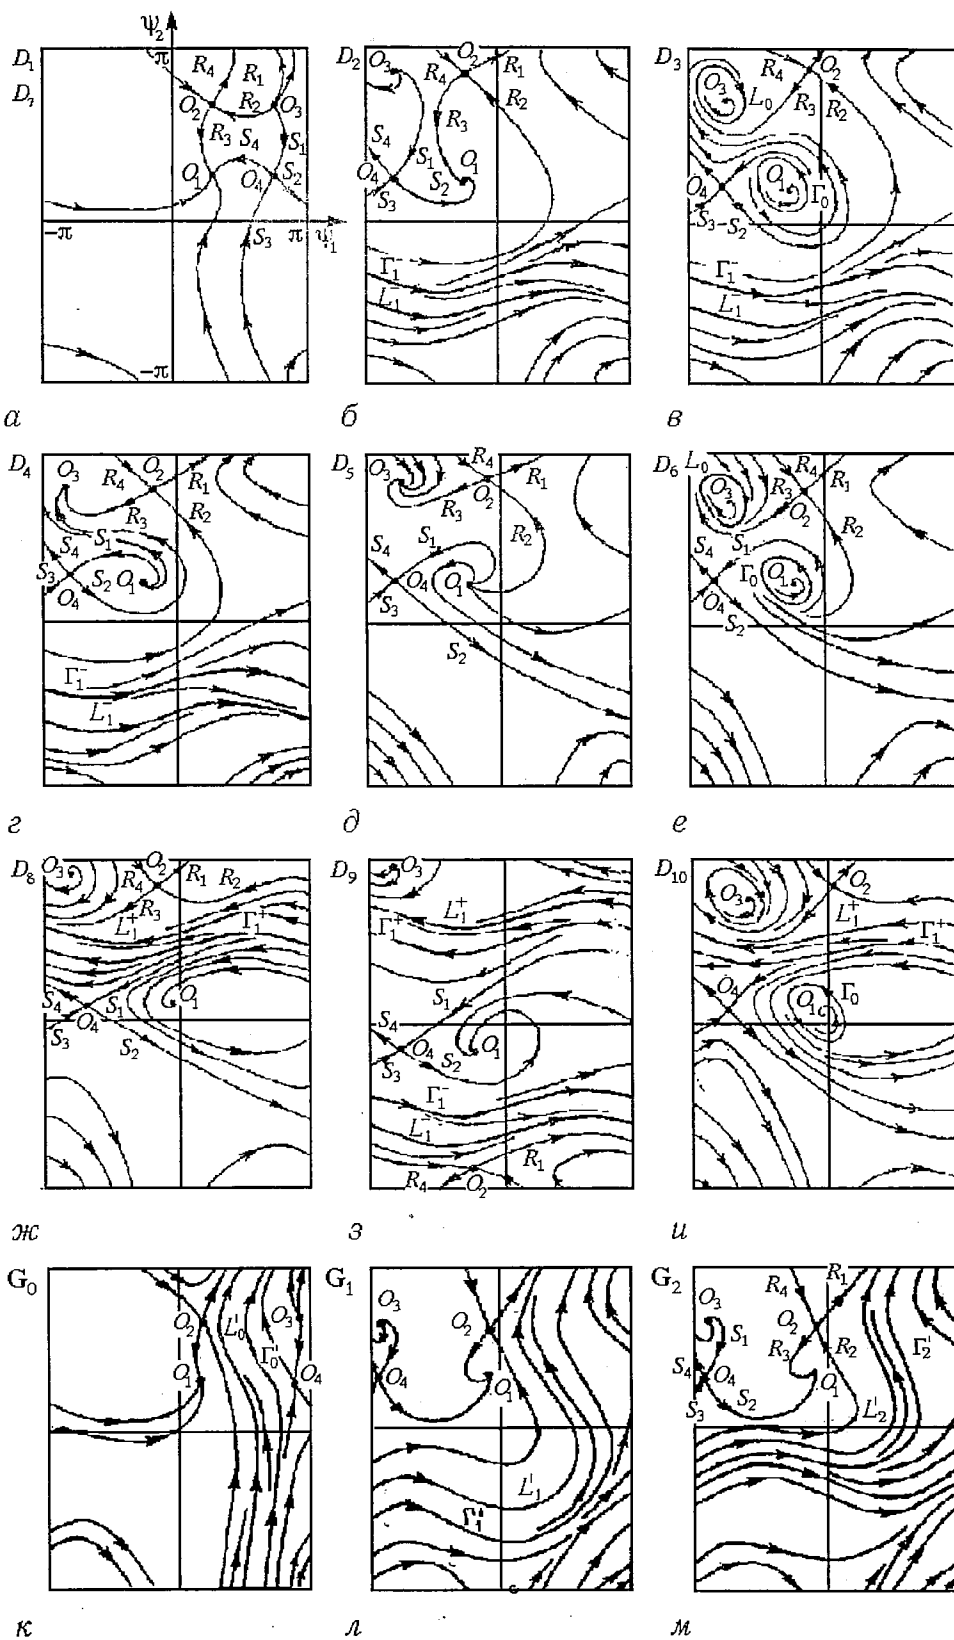 ψ₂
D₁ π R₄ R₁ D₂ O₃ R₄ O₂ R₁ D₃ R₄ O₂
D₇ O₂ R₂ O₃ R₂ O₃ L₀ R₃ R₂
R₃ S₄ S₁ S₄ S₁ R₃ O₁
O₁ O₄ S₂ O₄ S₂ O₄ O₁ Γ₀
-π S₃ π ψ₁ S₃ S₃ S₂
Γ₁⁻ Γ₁⁻
L₁⁻ L₁⁻
-π
а б в
D₄ O₃ O₂ D₅ O₃ R₄ D₆ L₀ R₄
R₄ R₁ O₂ R₁ O₃ R₃ R₁
R₃ R₂ R₃ O₂
S₄ S₁ S₁ R₂ S₄ S₁ R₂
S₃ S₂ O₁ S₄ O₄ O₁ Γ₀ O₁
O₄ S₃ O₄
S₂ S₂
Γ₁⁻
L₁⁻
г д е
D₈ O₃ O₂ R₁ R₂ D₉ O₃ D₁₀ O₂
R₄ R₃ L₁⁺ O₃ L₁⁺
L₁⁺ Γ₁⁺ Γ₁⁺ Γ₁⁺
S₄ S₁ O₁ S₁ O₄ Γ₀
S₃ O₄ S₂ S₄ O₄ S₂ O₁ O₁
S₃
Γ₁⁻
L₁⁻
R₁
R₄ O₂
ж з и
G₀ G₁ G₂ R₄ R₁
O₂ L₀' O₃ O₃ O₂ O₃ O₂
Γ₀' S₁ R₃ R₂ Γ₂'
O₁ O₄ O₄ O₁ S₄ O₄ O₁
S₃ S₂ L₂'
L₁'
Γ₁'
к л м